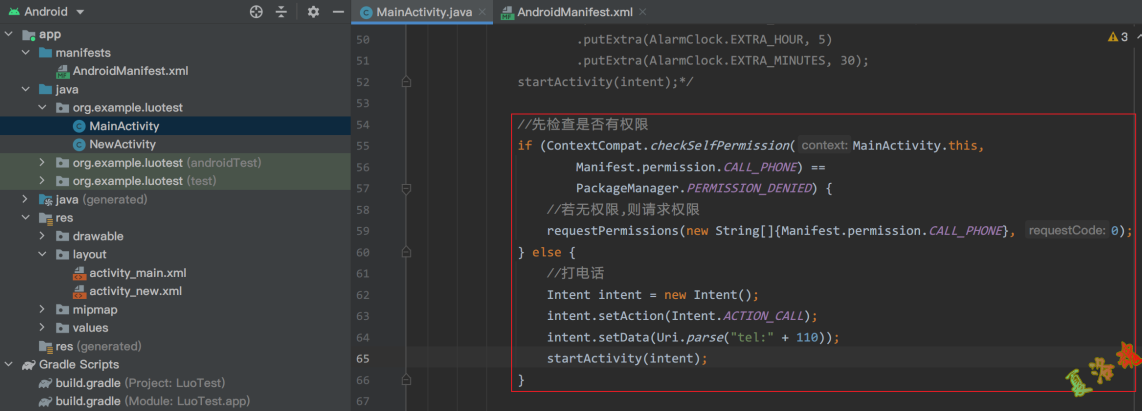 Android
app
manifests
AndroidManifest.xml
java
org.example.luotest
MainActivity
NewActivity
org.example.luotest (androidTest)
org.example.luotest (test)
java (generated)
res
drawable
layout
activity_main.xml
activity_new.xml
mipmap
values
res (generated)
Gradle Scripts
build.gradle (Project: LuoTest)
build.gradle (Module: LuoTest.app)
MainActivity.java
AndroidManifest.xml
3
50 .putExtra(AlarmClock.EXTRA_HOUR, 5)
51 .putExtra(AlarmClock.EXTRA_MINUTES, 30);
52 startActivity(intent);*/
53
54 //先检查是否有权限
55 if (ContextCompat.checkSelfPermission( context: MainActivity.this,
56 Manifest.permission.CALL_PHONE) ==
57 PackageManager.PERMISSION_DENIED) {
58 //若无权限,则请求权限
59 requestPermissions(new String[]{Manifest.permission.CALL_PHONE}, requestCode: 0);
60 } else {
61 //打电话
62 Intent intent = new Intent();
63 intent.setAction(Intent.ACTION_CALL);
64 intent.setData(Uri.parse("tel:" + 110));
65 startActivity(intent);
66 }
67